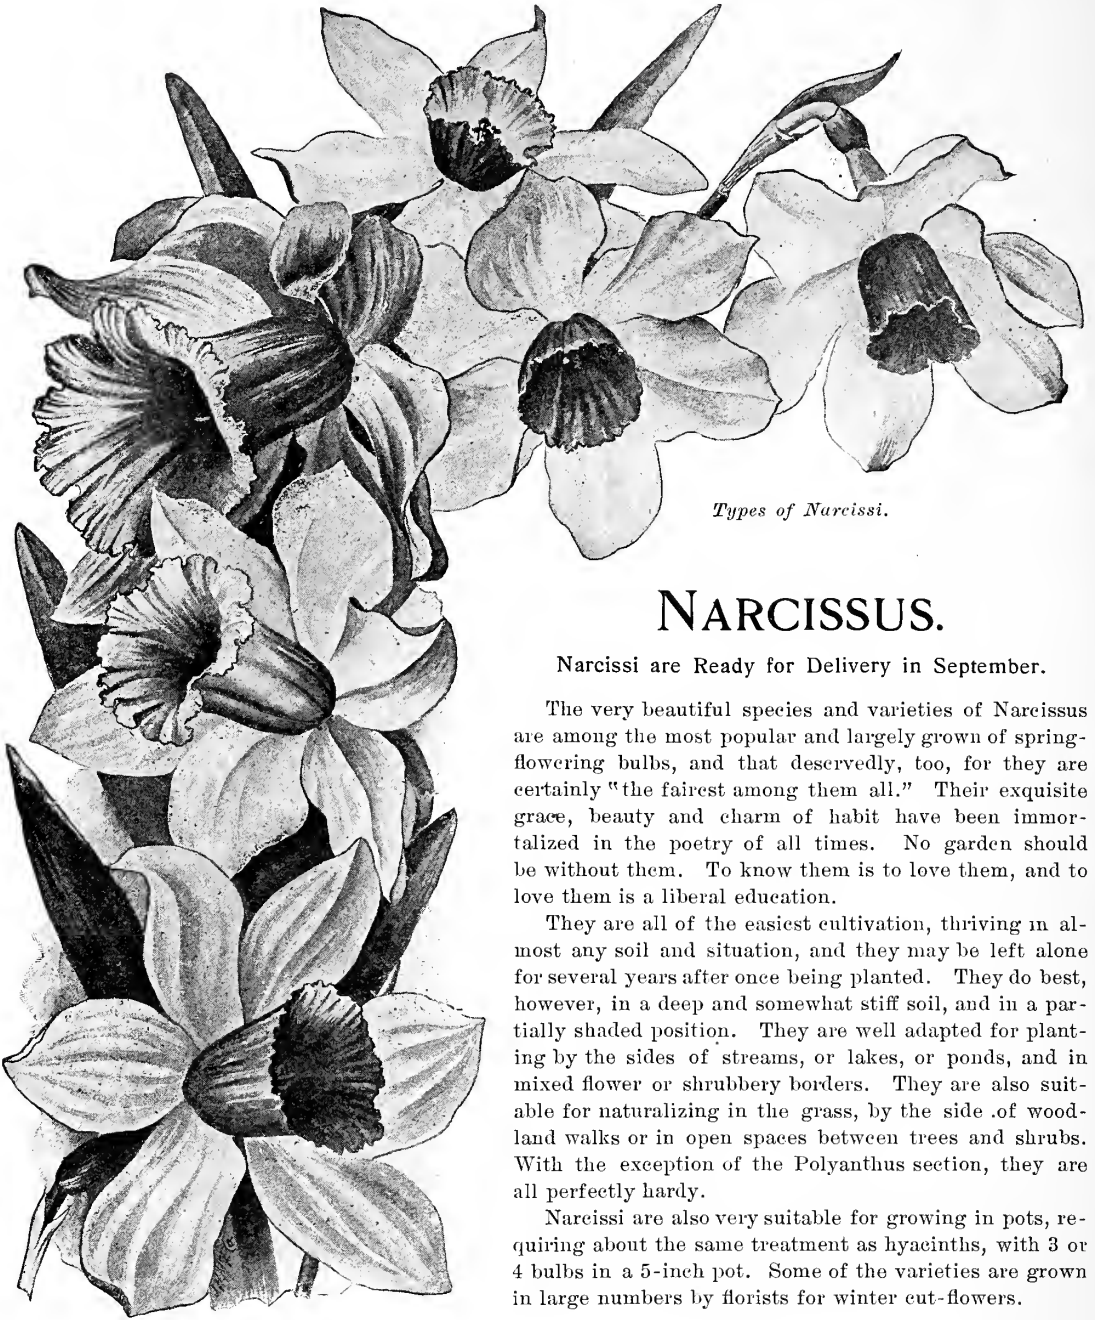 Types of Narcissi.
NARCISSUS.
Narcissi are Ready for Delivery in September.
The very beautiful species and varieties of Narcissus
are among the most popular and largely grown of spring-
flowering bulbs, and that deservedly, too, for they are
certainly "the fairest among them all." Their exquisite
grace, beauty and charm of habit have been immor-
talized in the poetry of all times. No garden should
be without them. To know them is to love them, and to
love them is a liberal education.
They are all of the easiest cultivation, thriving in al-
most any soil and situation, and they may be left alone
for several years after once being planted. They do best,
however, in a deep and somewhat stiff soil, and in a par-
tially shaded position. They are well adapted for plant-
ing by the sides of streams, or lakes, or ponds, and in
mixed flower or shrubbery borders. They are also suit-
able for naturalizing in the grass, by the side .of wood-
land walks or in open spaces between trees and shrubs.
With the exception of the Polyanthus section, they are
all perfectly hardy.
Narcissi are also very suitable for growing in pots, re-
quiring about the same treatment as hyacinths, with 3 or
4 bulbs in a 5-inch pot. Some of the varieties are grown
in large numbers by florists for winter cut-flowers.